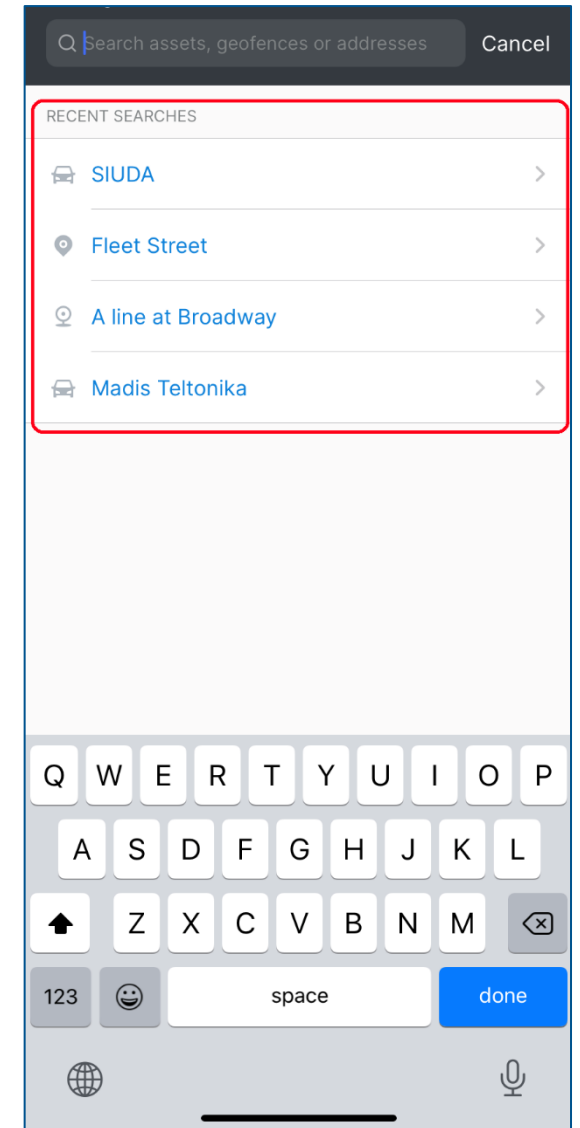 Search assets, geofences or addresses Cancel
RECENT SEARCHES
SIUDA
Fleet Street
A line at Broadway
Madis Teltonika
Q W E R T Y U I O P
A S D F G H J K L
Z X C V B N M
123 space done